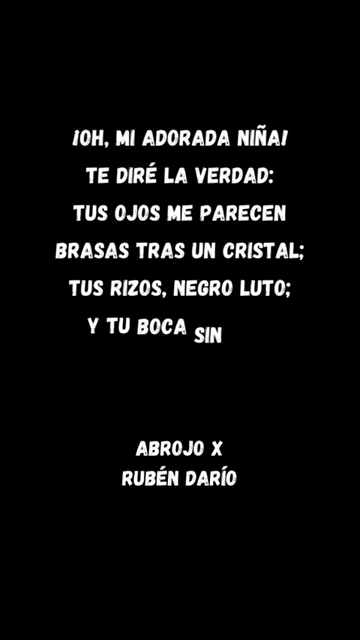 ¡OH, MI ADORADA NIÑA!
TE DIRÉ LA VERDAD:
TUS OJOS ME PARECEN
BRASAS TRAS UN CRISTAL;
TUS RIZOS, NEGRO LUTO;
Y TU BOCA SIN
ABROJO X
RUBÉN DARÍO